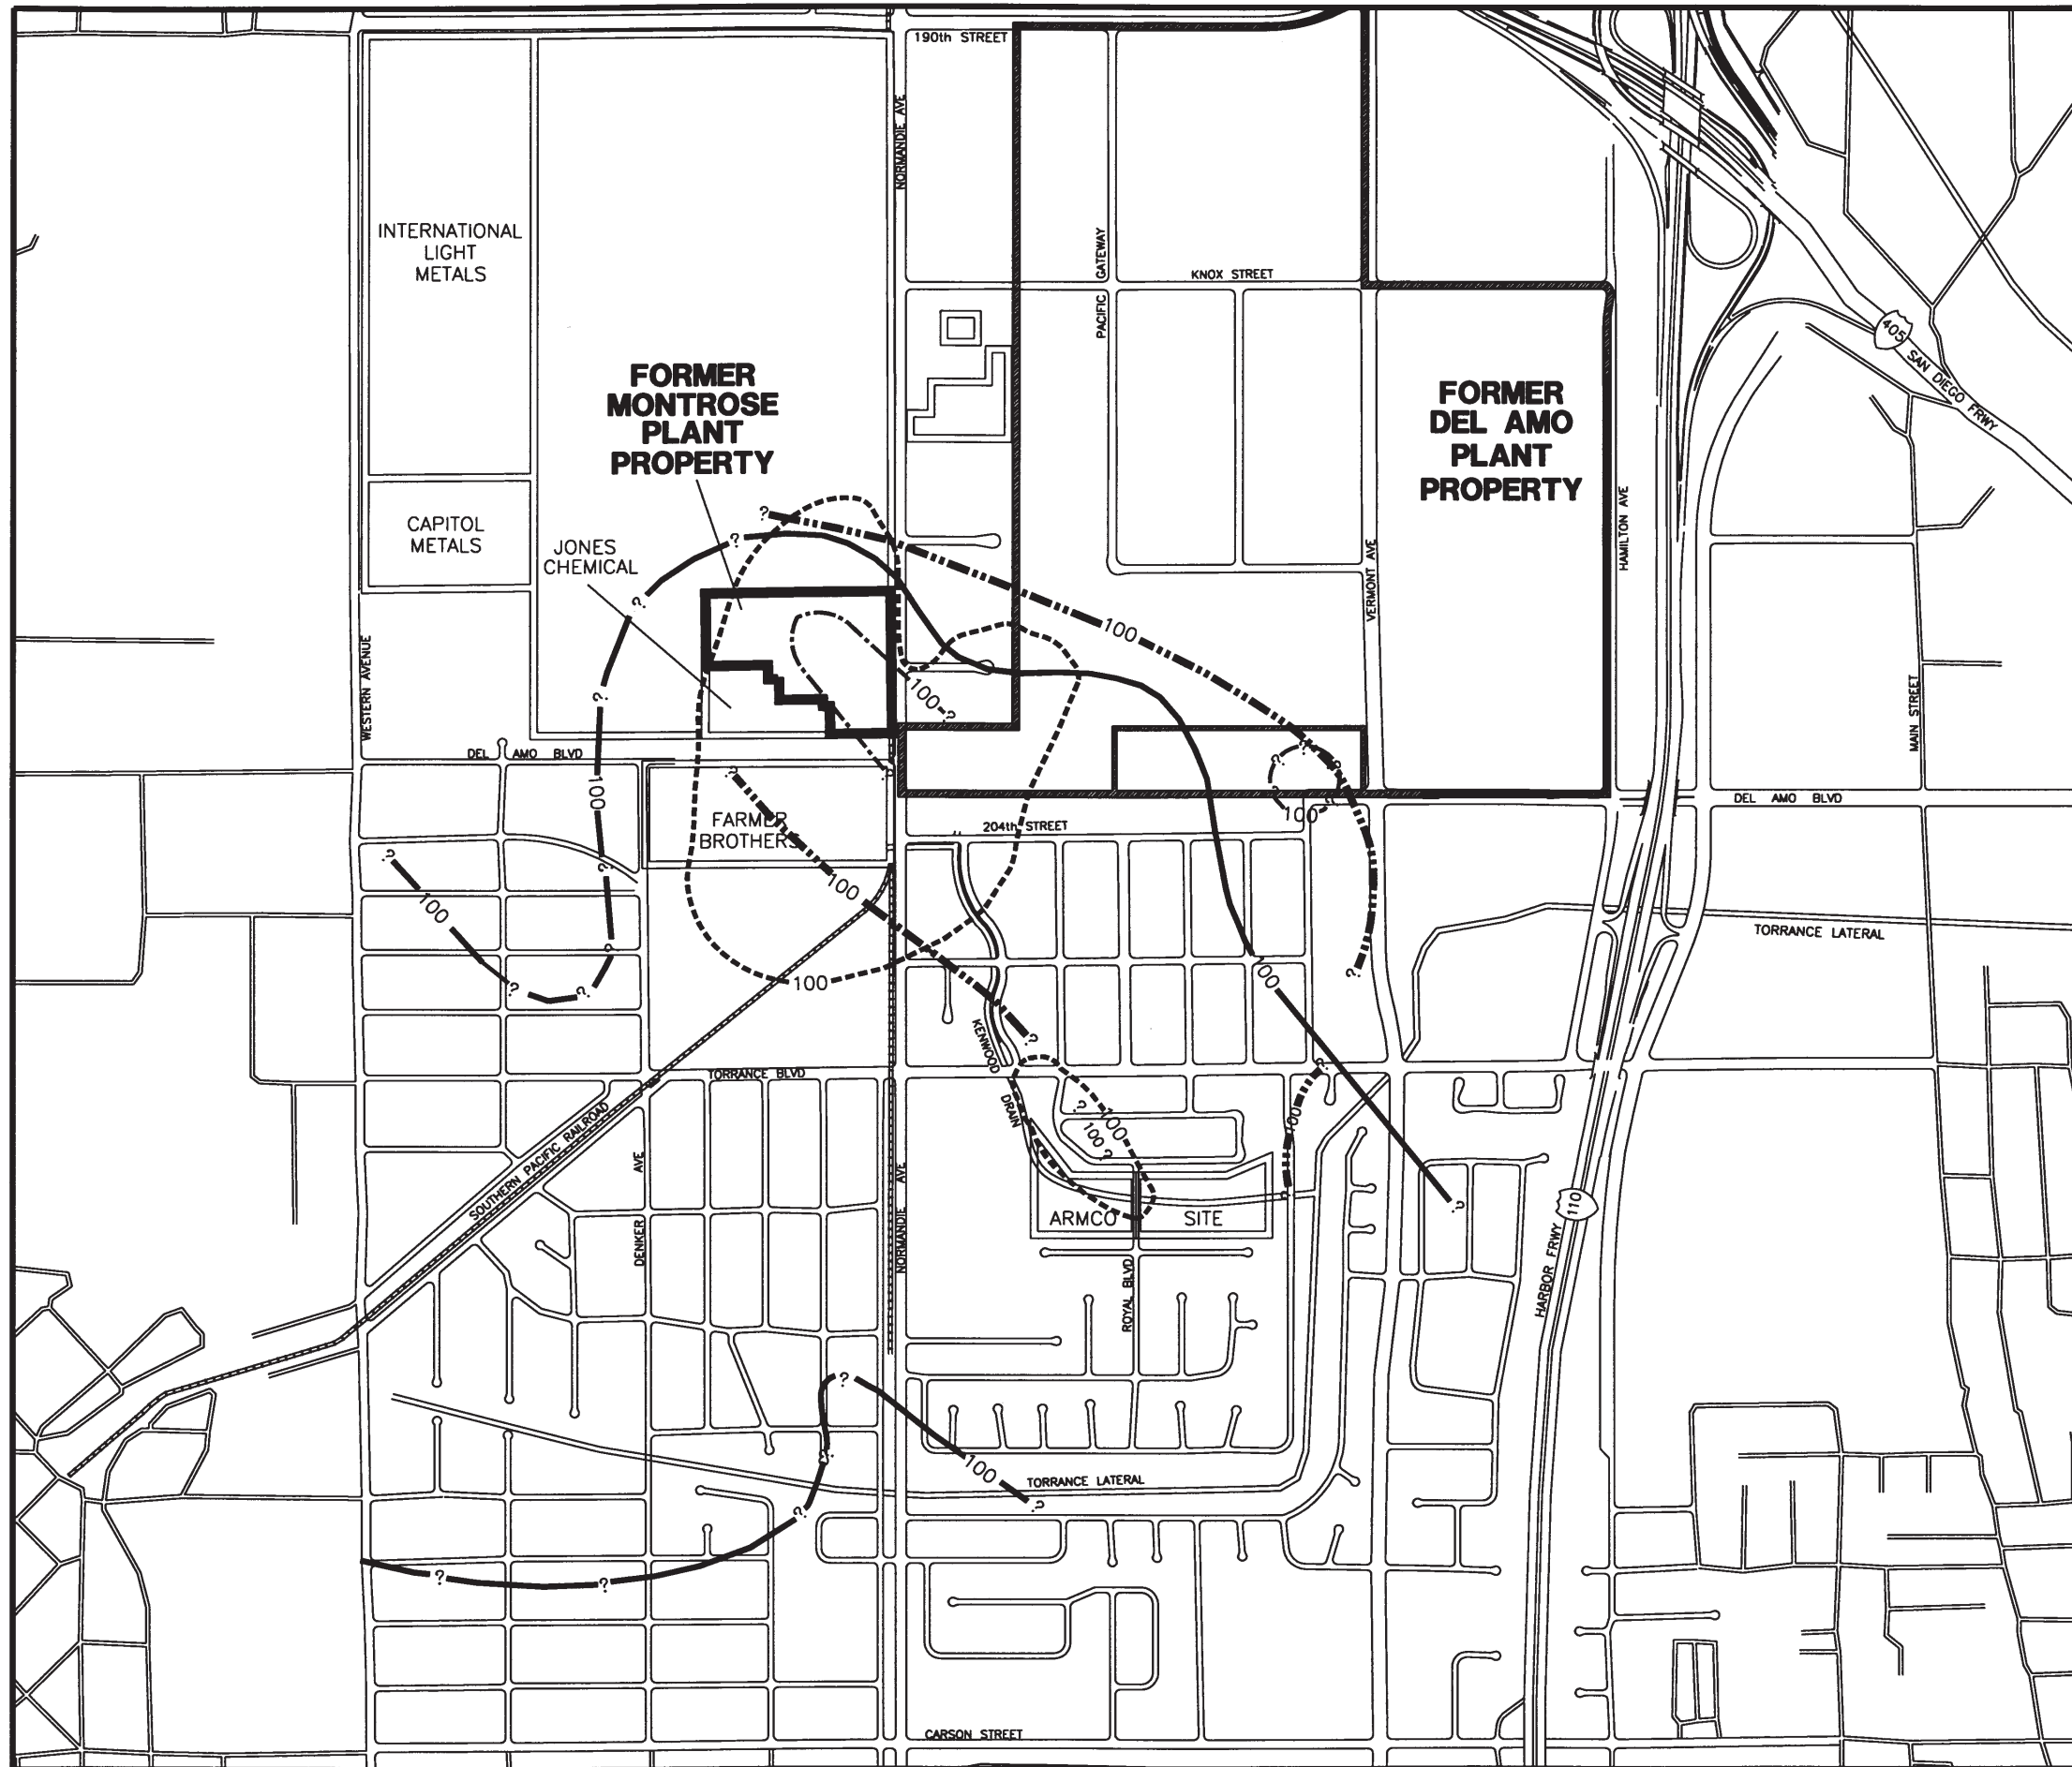 190th STREET
NORMANDIE AVE
INTERNATIONAL
LIGHT
METALS
PACIFIC GATEWAY
KNOX STREET
405
SAN DIEGO FRWY
FORMER
MONTROSE
PLANT
PROPERTY
FORMER
DEL AMO
PLANT
PROPERTY
CAPITOL
METALS
JONES
CHEMICAL
HAMILTON AVE
VERMONT AVE
?
?
?
100
WESTERN AVENUE
?
100
?
MAIN STREET
DEL AMO BLVD
100
?
?
?
?
?
?
?
?
100
DEL AMO BLVD
FARMER
BROTHERS
204th STREET
?
?
100
100
TORRANCE LATERAL
?
?
?
100
100
?
KENWOOD
DRAIN
?
TORRANCE BLVD
?
SOUTHERN PACIFIC RAILROAD
?
100
100
?
100
?
DENKER AVE
NORMANDIE AVE
ARMCO SITE
?
110
HARBOR FRWY
ROYAL BLVD
?
?
100
?
TORRANCE LATERAL
?
?
?
CARSON STREET